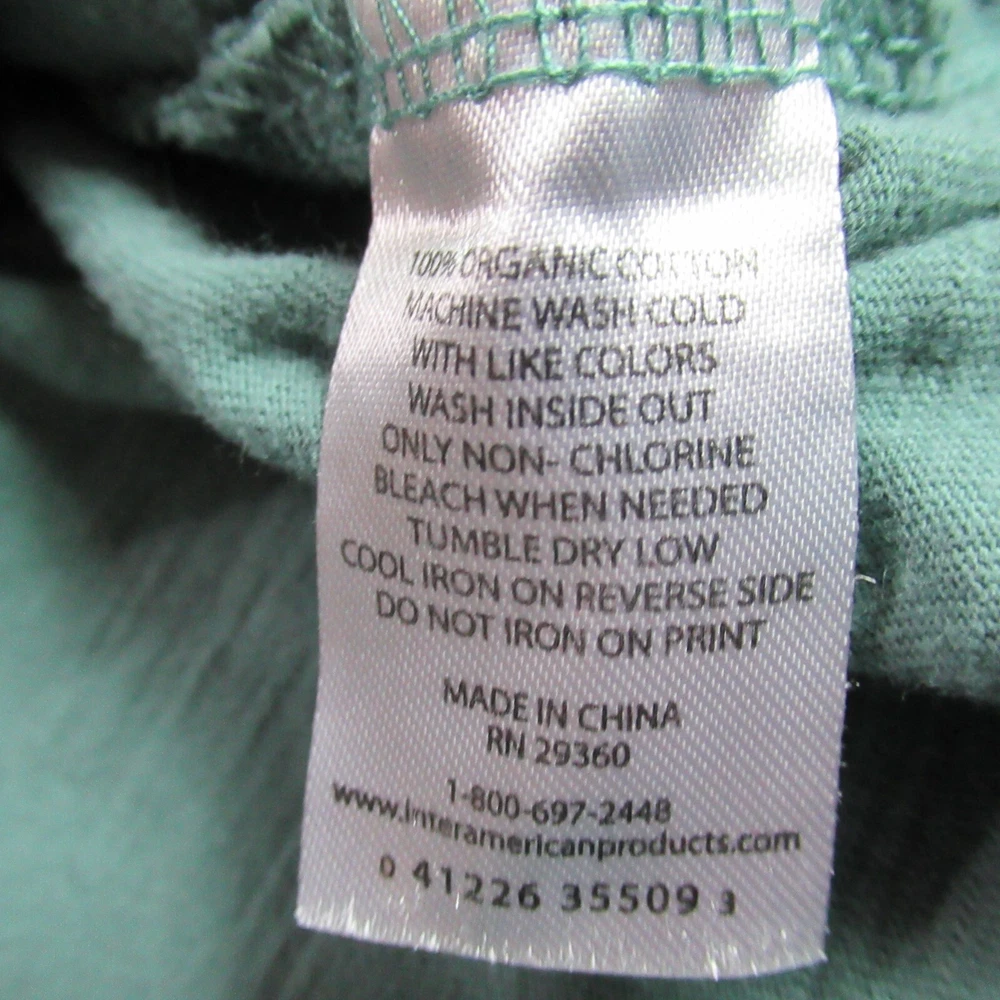 100% ORGANIC COTTON
MACHINE WASH COLD
WITH LIKE COLORS
WASH INSIDE OUT
ONLY NON- CHLORINE
BLEACH WHEN NEEDED
TUMBLE DRY LOW
COOL IRON ON REVERSE SIDE
DO NOT IRON ON PRINT
MADE IN CHINA
RN 29360
1-800-697-2448
www.interamericanproducts.com
0 41226 35509 3